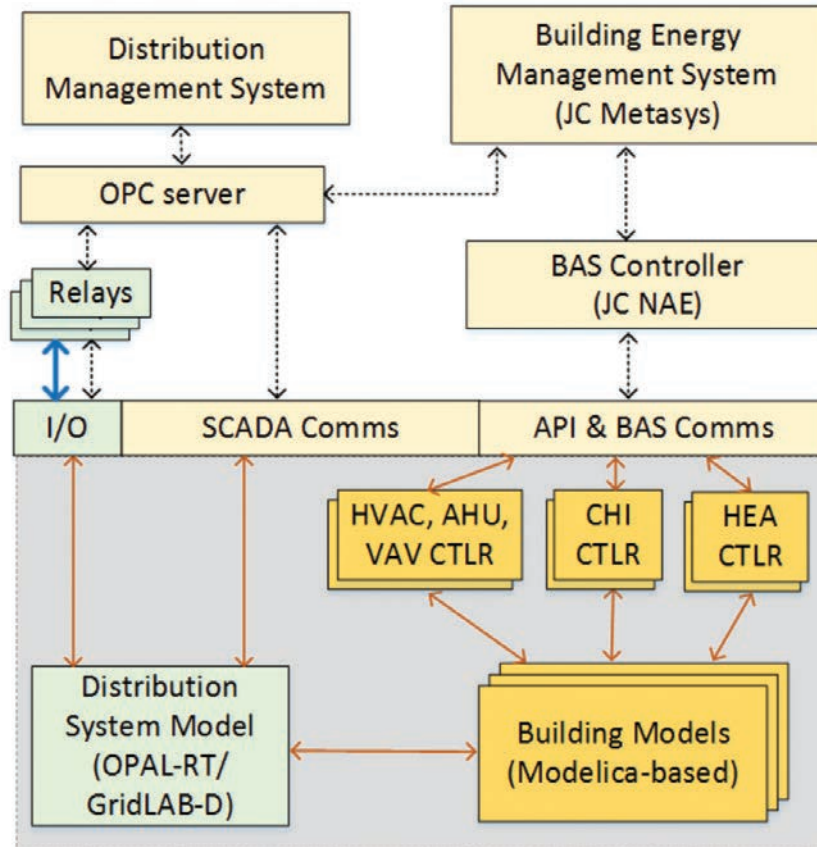 Distribution
Management System
Building Energy
Management System
(JC Metasys)
OPC server
Relays
BAS Controller
(JC NAE)
I/O
SCADA Comms
API & BAS Comms
HVAC, AHU,
VAV CTLR
CHI
CTLR
HEA
CTLR
Distribution
System Model
(OPAL-RT/
GridLAB-D)
Building Models
(Modelica-based)